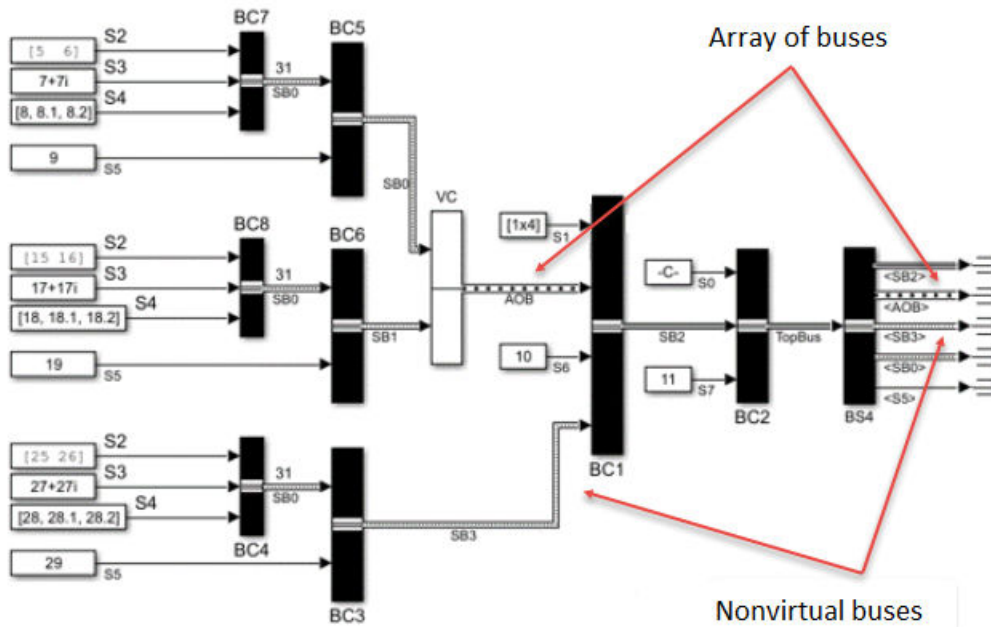 Array of buses
BC7
BC5
[5 6]
S2
7+7i
S3
[8, 8.1, 8.2]
S4
31
SB0
9
S5
SB0
VC
BC8
BC6
[15 16]
S2
17+17i
S3
[18, 18.1, 18.2]
S4
31
SB0
19
S5
SB1
AOB
[1x4]
S1
10
S6
BC1
SB2
-C-
S0
11
S7
BC2
TopBus
BS4
<SB2>
<AOB>
<SB3>
<SB0>
<S5>
[25 26]
S2
27+27i
S3
[28, 28.1, 28.2]
S4
BC4
31
SB0
29
S5
BC3
SB3
Nonvirtual buses